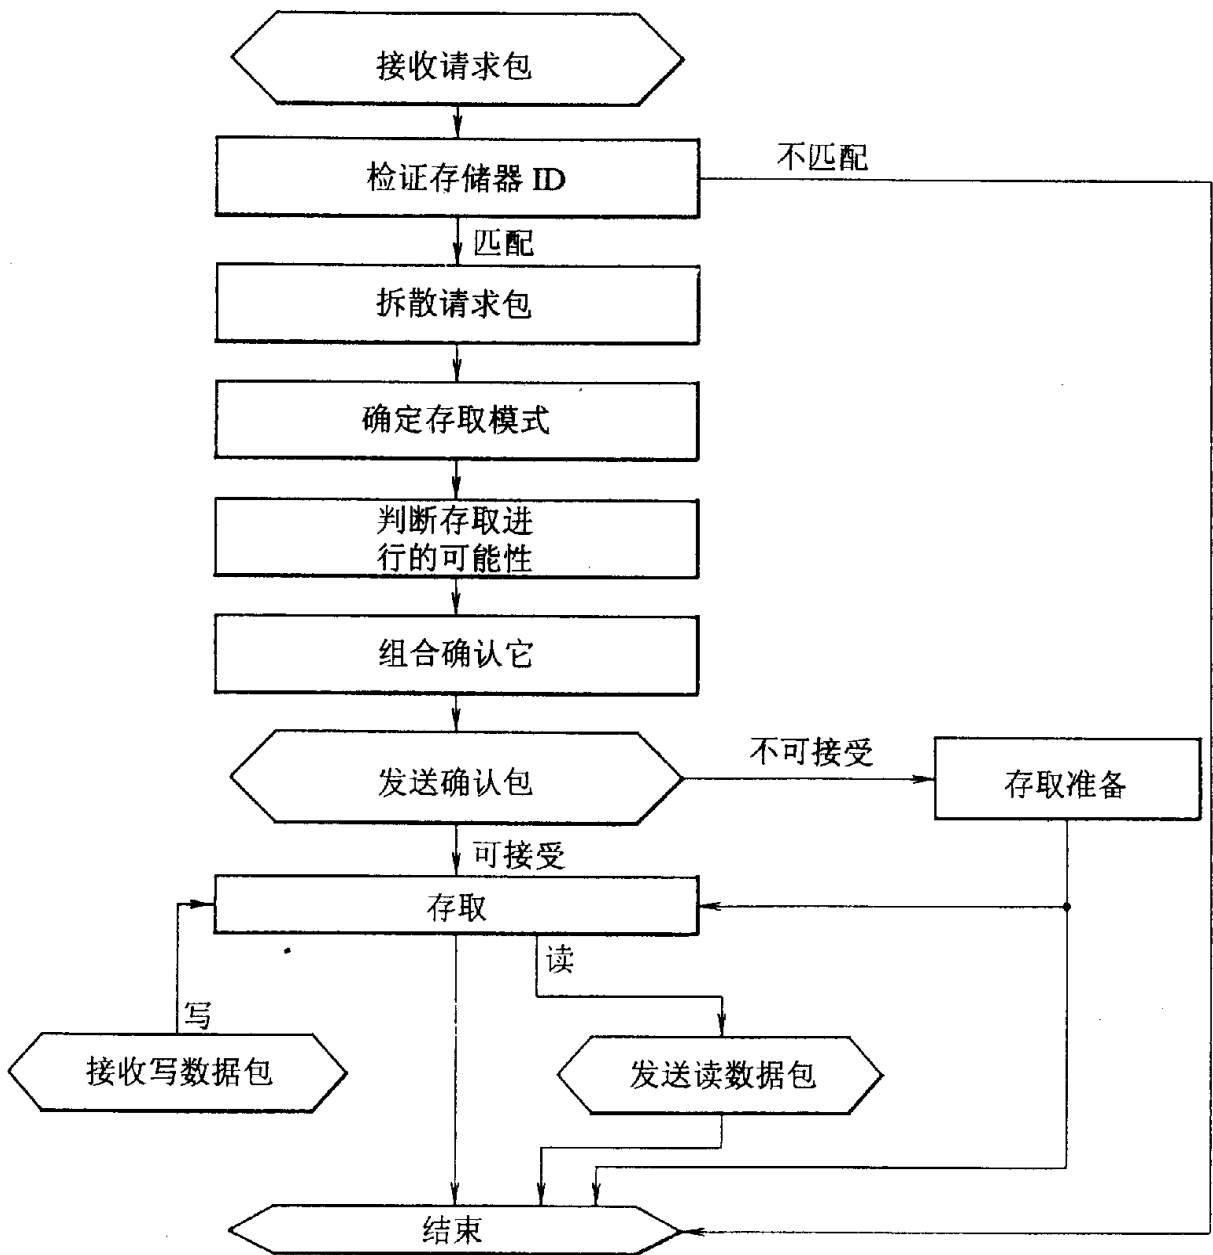 接收请求包
检证存储器 ID
不匹配
匹配
拆散请求包
确定存取模式
判断存取进
行的可能性
组合确认它
发送确认包
不可接受
存取准备
可接受
存取
读
写
接收写数据包
发送读数据包
结束